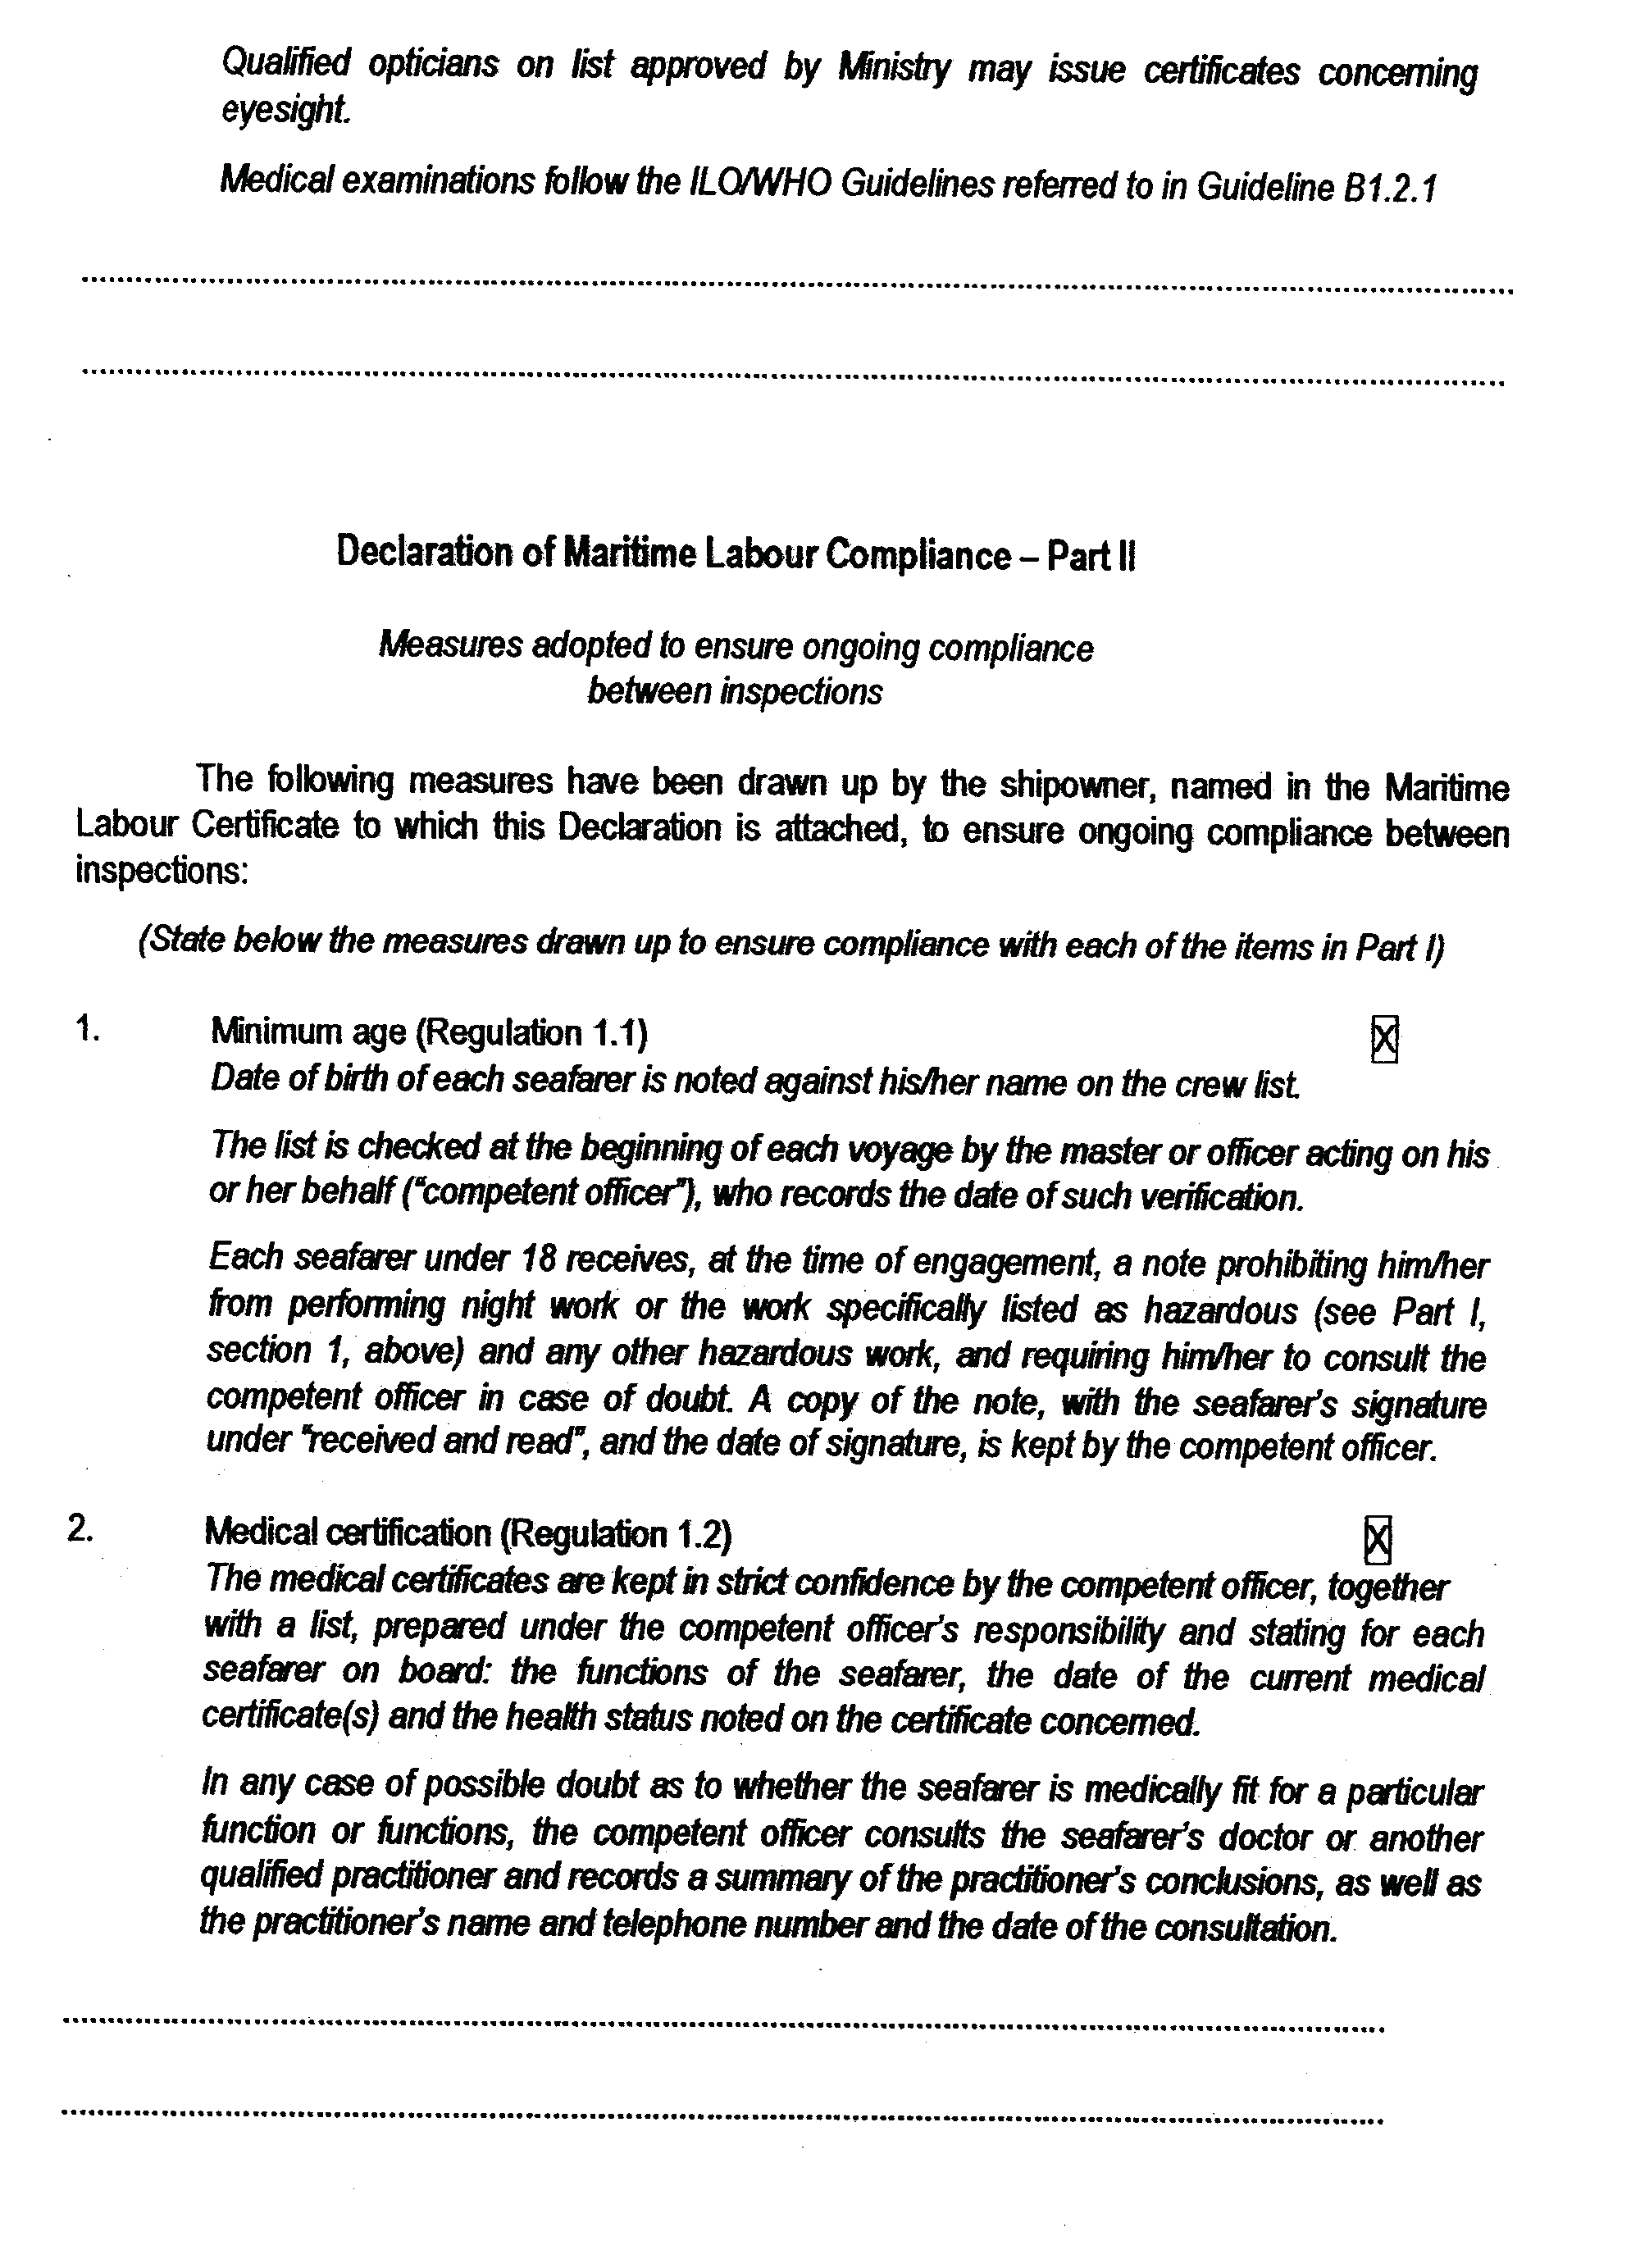 Qualified opticians on list approved by Ministry may issue certificates concerning
eyesight.
Medical examinations follow the ILO/WHO Guidelines referred to in Guideline B1.2.1
Declaration of Maritime Labour Compliance – Part II
Measures adopted to ensure ongoing compliance
between inspections
The following measures have been drawn up by the shipowner, named in the Maritime
Labour Certificate to which this Declaration is attached, to ensure ongoing compliance between
inspections:
(State below the measures drawn up to ensure compliance with each of the items in Part I)
1. Minimum age (Regulation 1.1) ☒
Date of birth of each seafarer is noted against his/her name on the crew list.
The list is checked at the beginning of each voyage by the master or officer acting on his
or her behalf ("competent officer"), who records the date of such verification.
Each seafarer under 18 receives, at the time of engagement, a note prohibiting him/her
from performing night work or the work specifically listed as hazardous (see Part I,
section 1, above) and any other hazardous work, and requiring him/her to consult the
competent officer in case of doubt. A copy of the note, with the seafarer's signature
under "received and read", and the date of signature, is kept by the competent officer.
2. Medical certification (Regulation 1.2) ☒
The medical certificates are kept in strict confidence by the competent officer, together
with a list, prepared under the competent officer's responsibility and stating for each
seafarer on board: the functions of the seafarer, the date of the current medical
certificate(s) and the health status noted on the certificate concerned.
In any case of possible doubt as to whether the seafarer is medically fit for a particular
function or functions, the competent officer consults the seafarer's doctor or another
qualified practitioner and records a summary of the practitioner's conclusions, as well as
the practitioner's name and telephone number and the date of the consultation.